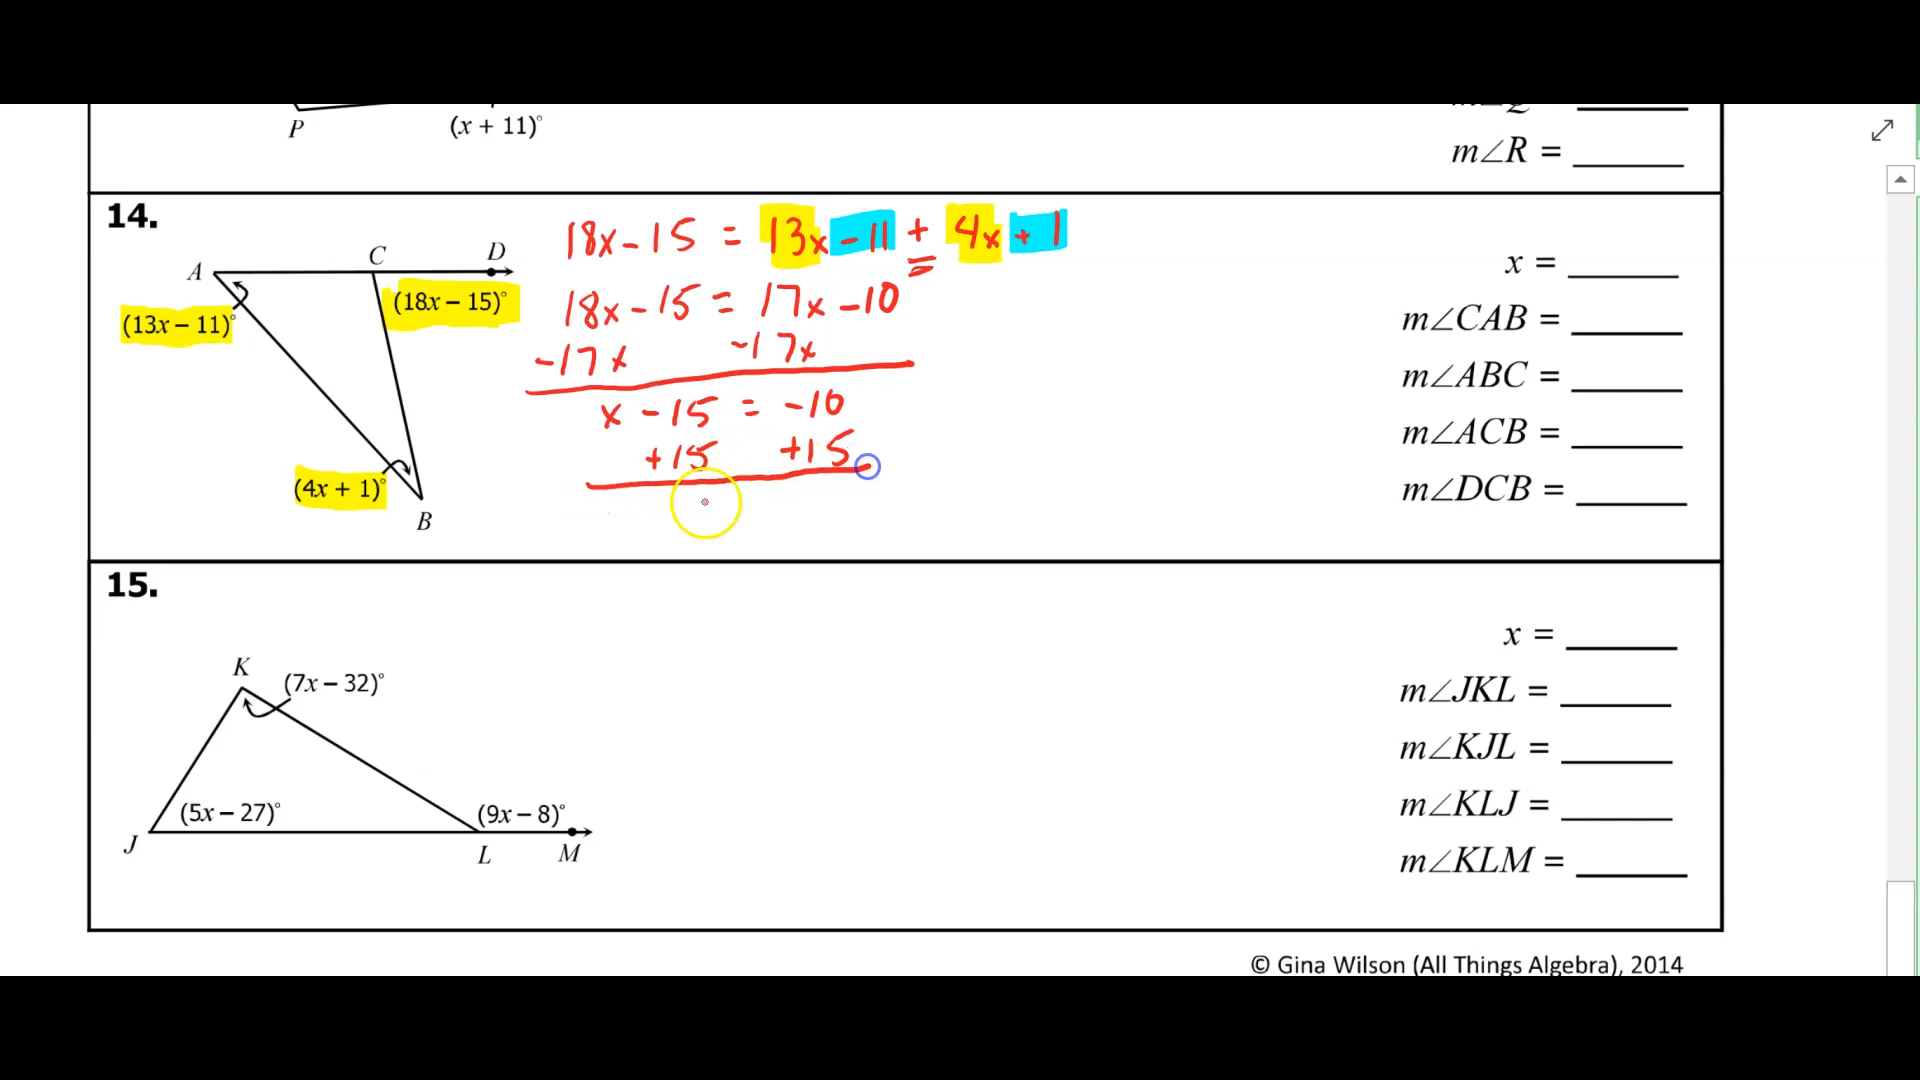 P
(x + 11)°
m∠R = ______
14.
A
C
D
(13x – 11)°
(18x – 15)°
(4x + 1)°
B
18x - 15 = 13x - 11 + 4x + 1
18x - 15 = 17x - 10
-17x -17x
x - 15 = -10
+15 +15
x = ______
m∠CAB = ______
m∠ABC = ______
m∠ACB = ______
m∠DCB = ______
15.
K
(7x – 32)°
(5x – 27)°
(9x – 8)°
J
L
M
x = ______
m∠JKL = ______
m∠KJL = ______
m∠KLJ = ______
m∠KLM = ______
© Gina Wilson (All Things Algebra), 2014